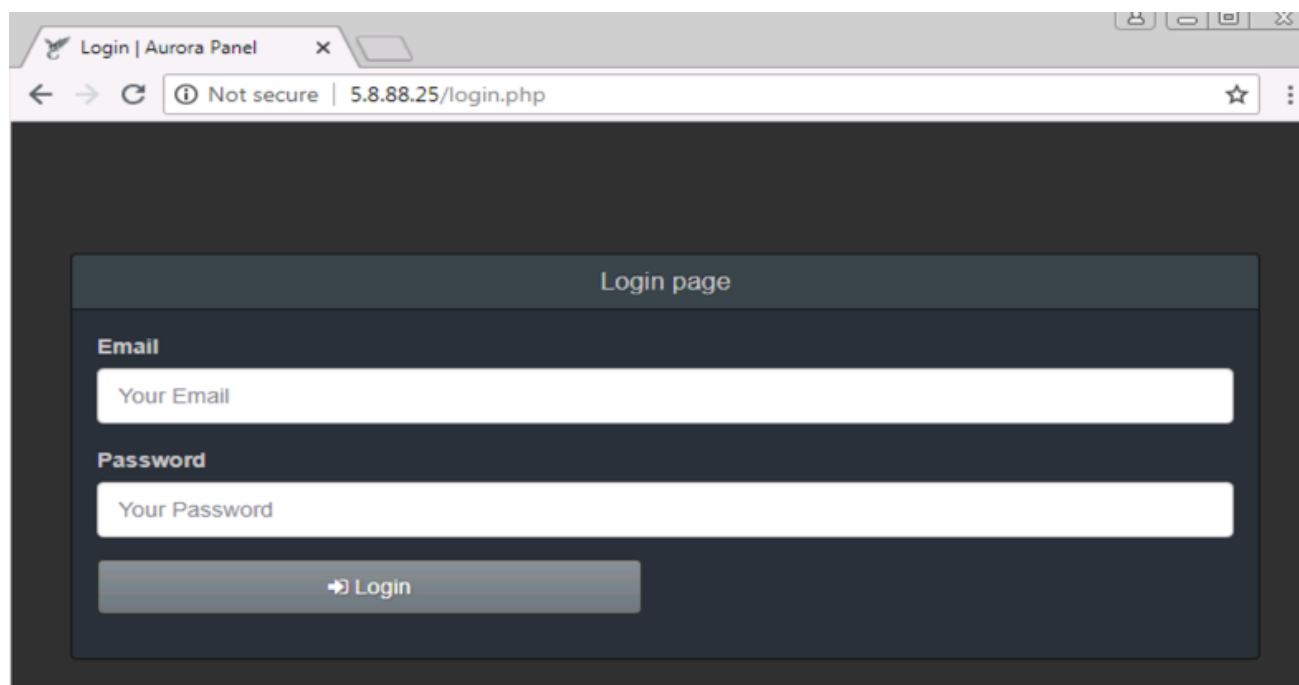 Login | Aurora Panel
Not secure | 5.8.88.25/login.php
Login page
Email
Your Email
Password
Your Password
Login